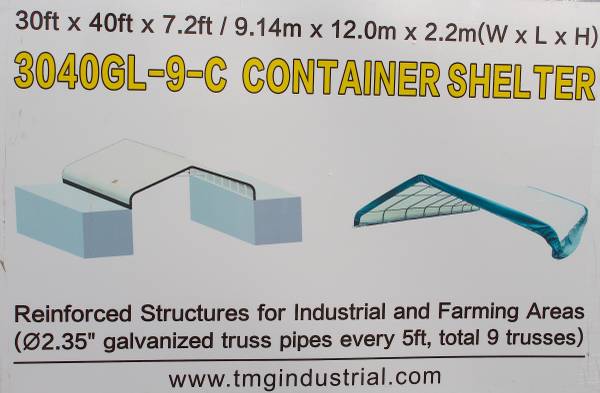 30ft x 40ft x 7.2ft / 9.14m x 12.0m x 2.2m(W x L x H)
3040GL-9-C CONTAINER SHELTER
Reinforced Structures for Industrial and Farming Areas
(Ø2.35" galvanized truss pipes every 5ft, total 9 trusses)
www.tmgindustrial.com